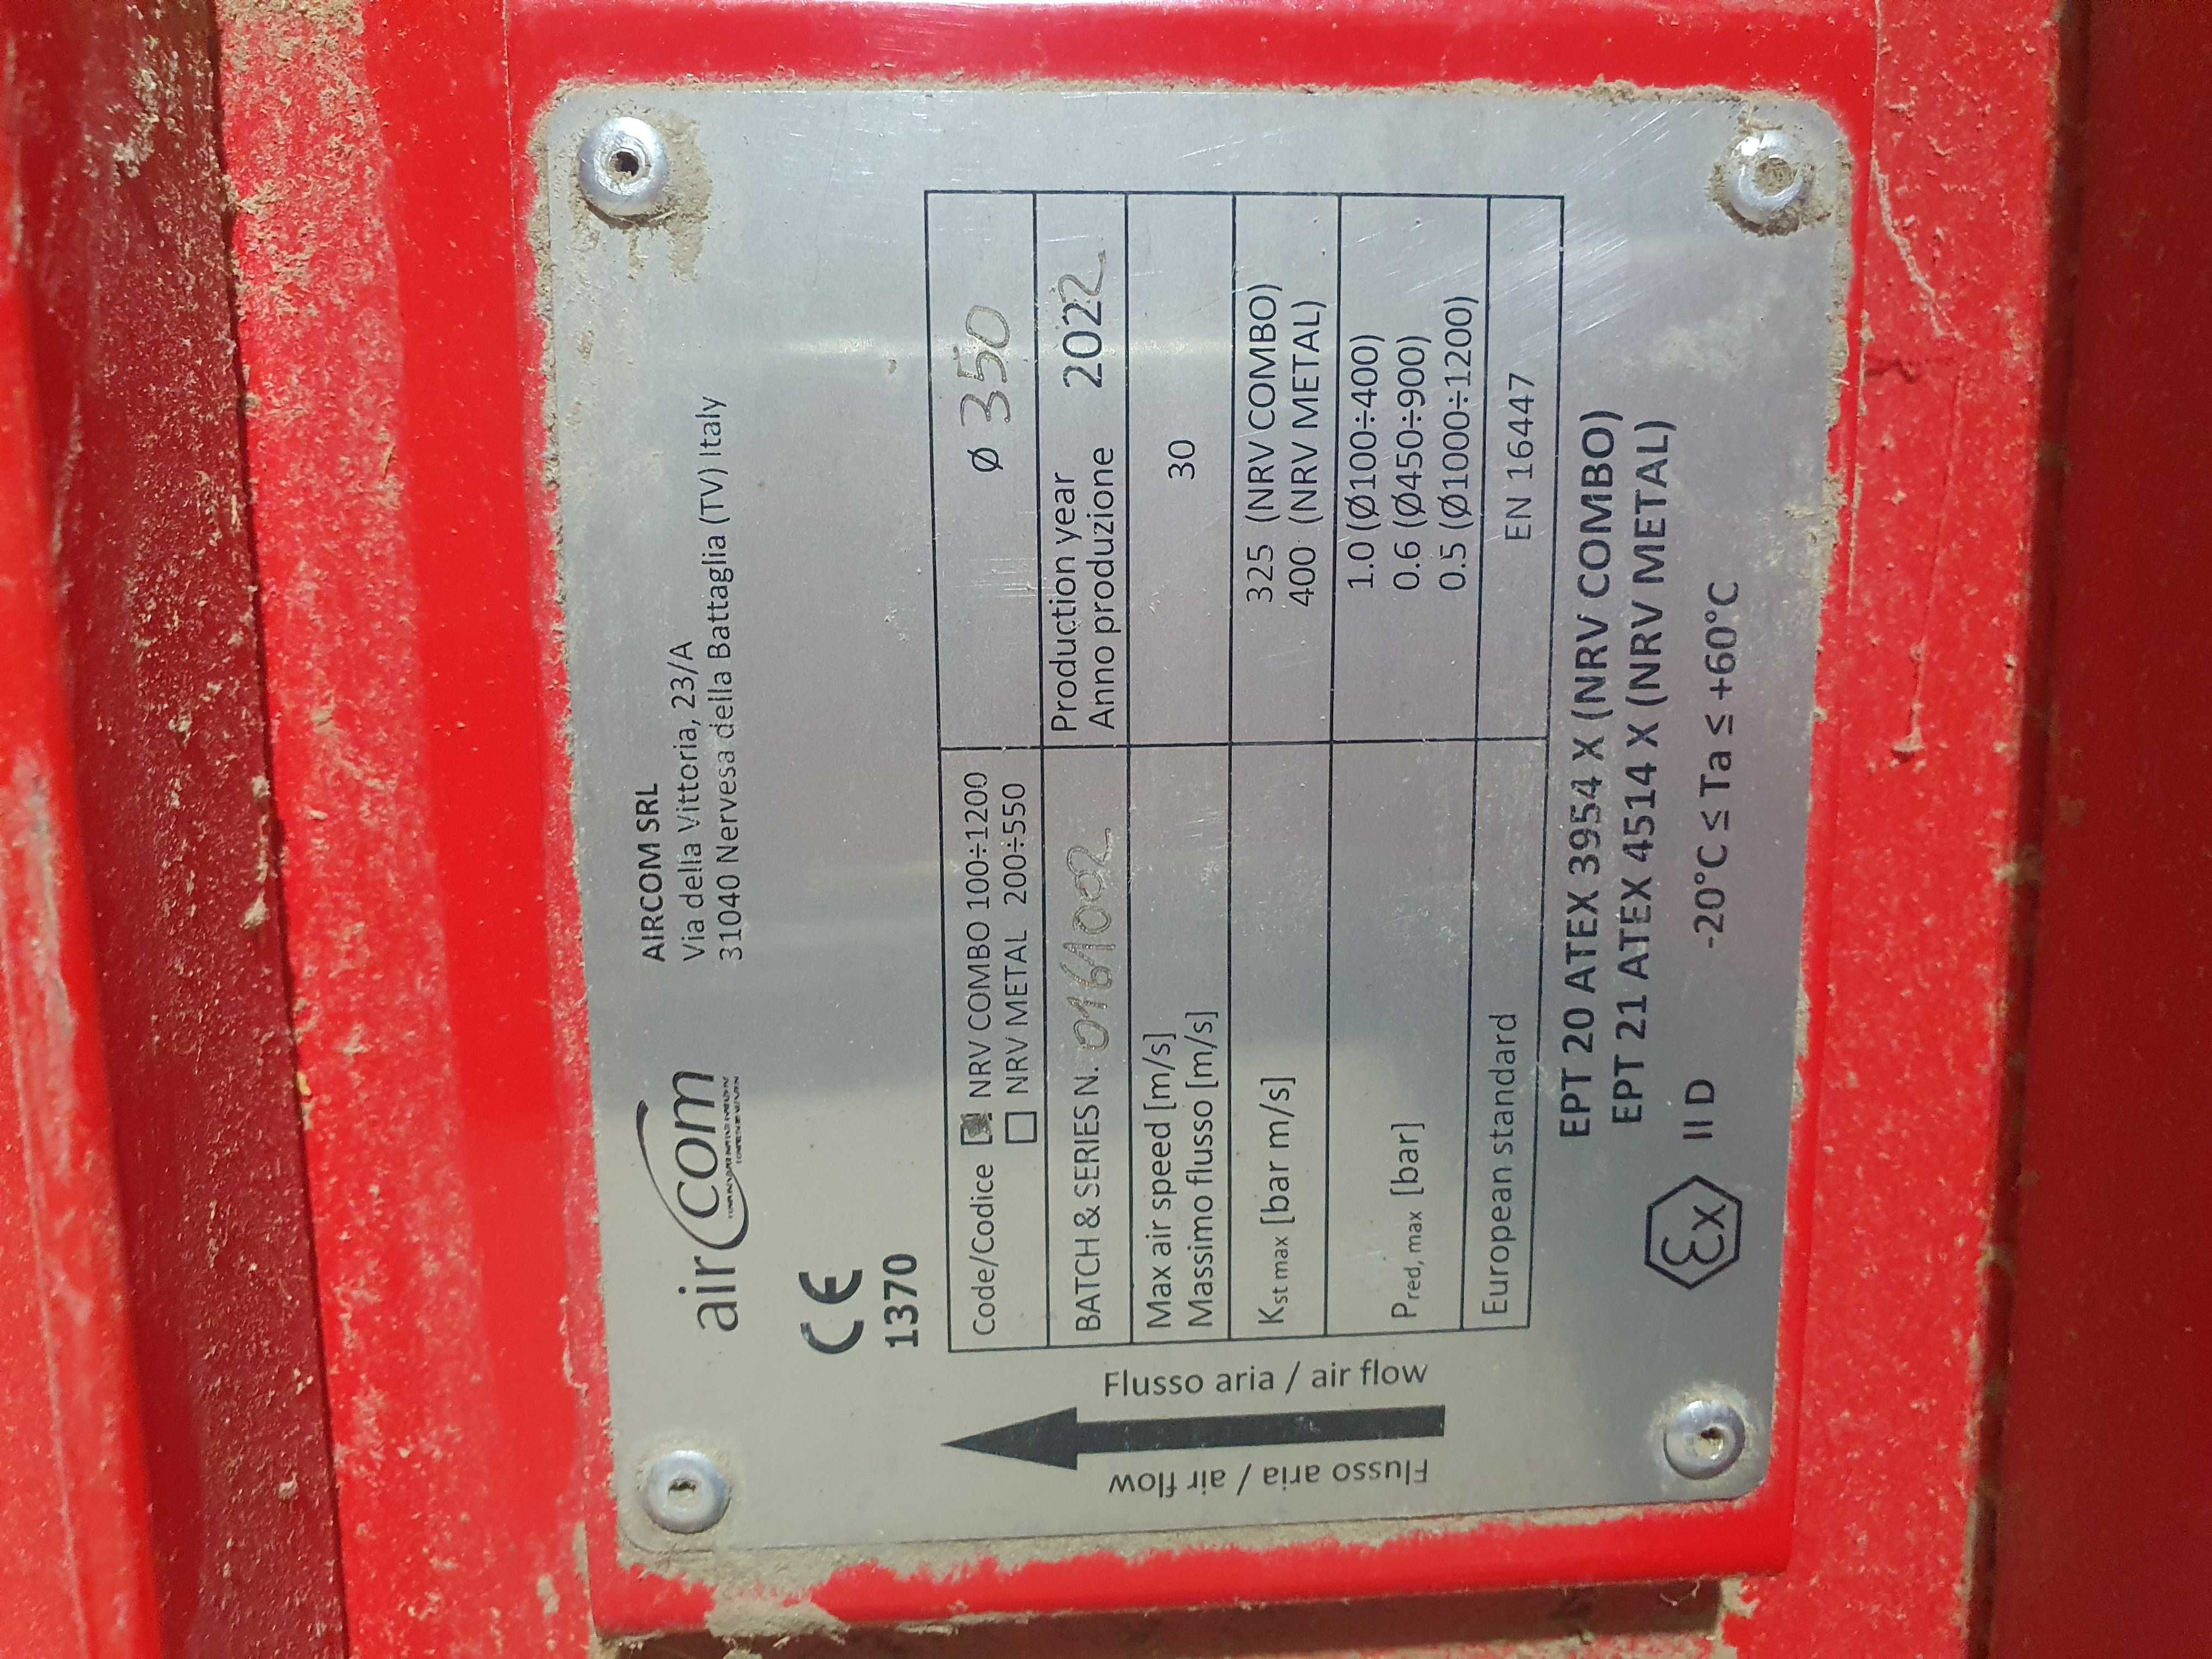 aircom
AIRCOM SRL
Via della Vittoria, 23/A
31040 Nervesa della Battaglia (TV) Italy
CE
1370
Code/Codice NRV COMBO 100÷1200 ø 350
☐ NRV METAL 200÷550
BATCH & SERIES N. 0161002
Production year
Anno produzione 2022
Max air speed [m/s]
Massimo flusso [m/s]
30
Kst max [bar m/s]
325 (NRV COMBO)
400 (NRV METAL)
Pred, max [bar]
1.0 (Ø100÷400)
0.6 (Ø450÷900)
0.5 (Ø1000÷1200)
European standard EN 16447
EPT 20 ATEX 3954 X (NRV COMBO)
EPT 21 ATEX 4514 X (NRV METAL)
Ex II D -20°C ≤ Ta ≤ +60°C
Flusso aria / air flow
Flusso aria / air flow